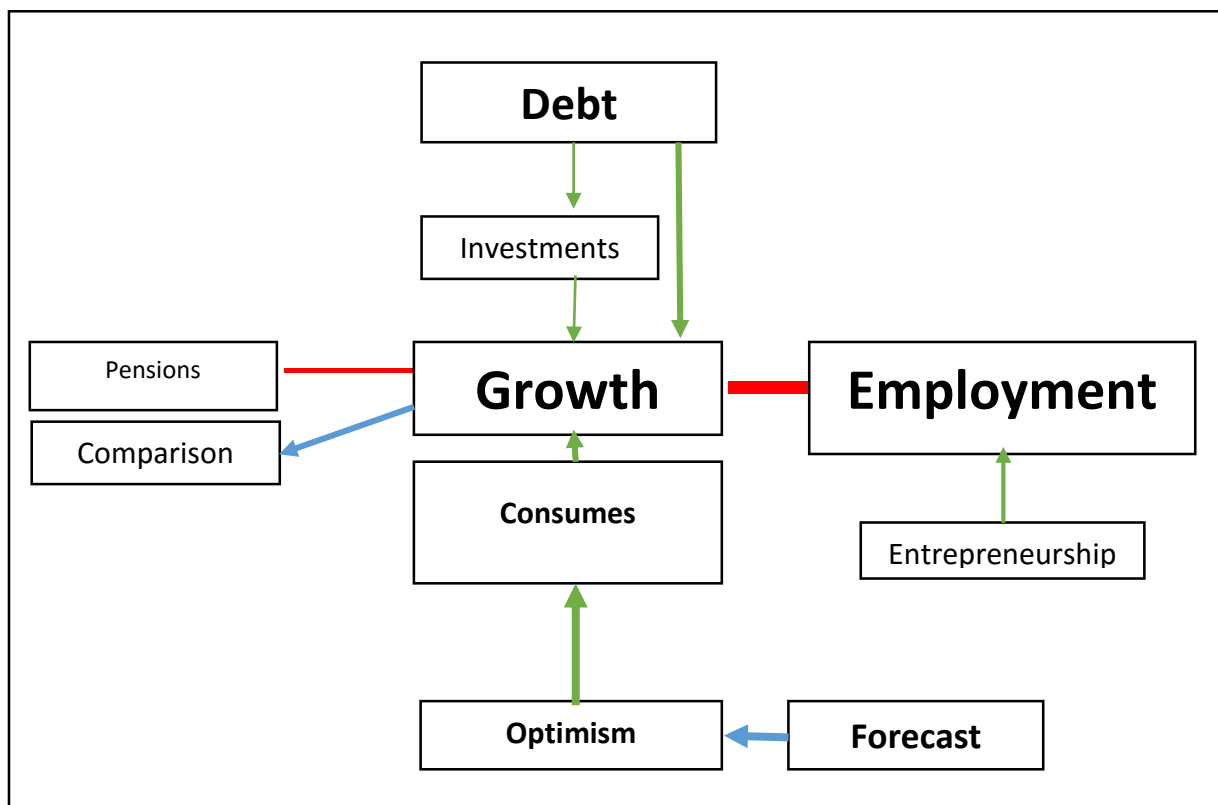 Debt
Investments
Pensions
Growth
Employment
Comparison
Consumes
Entrepreneurship
Optimism
Forecast